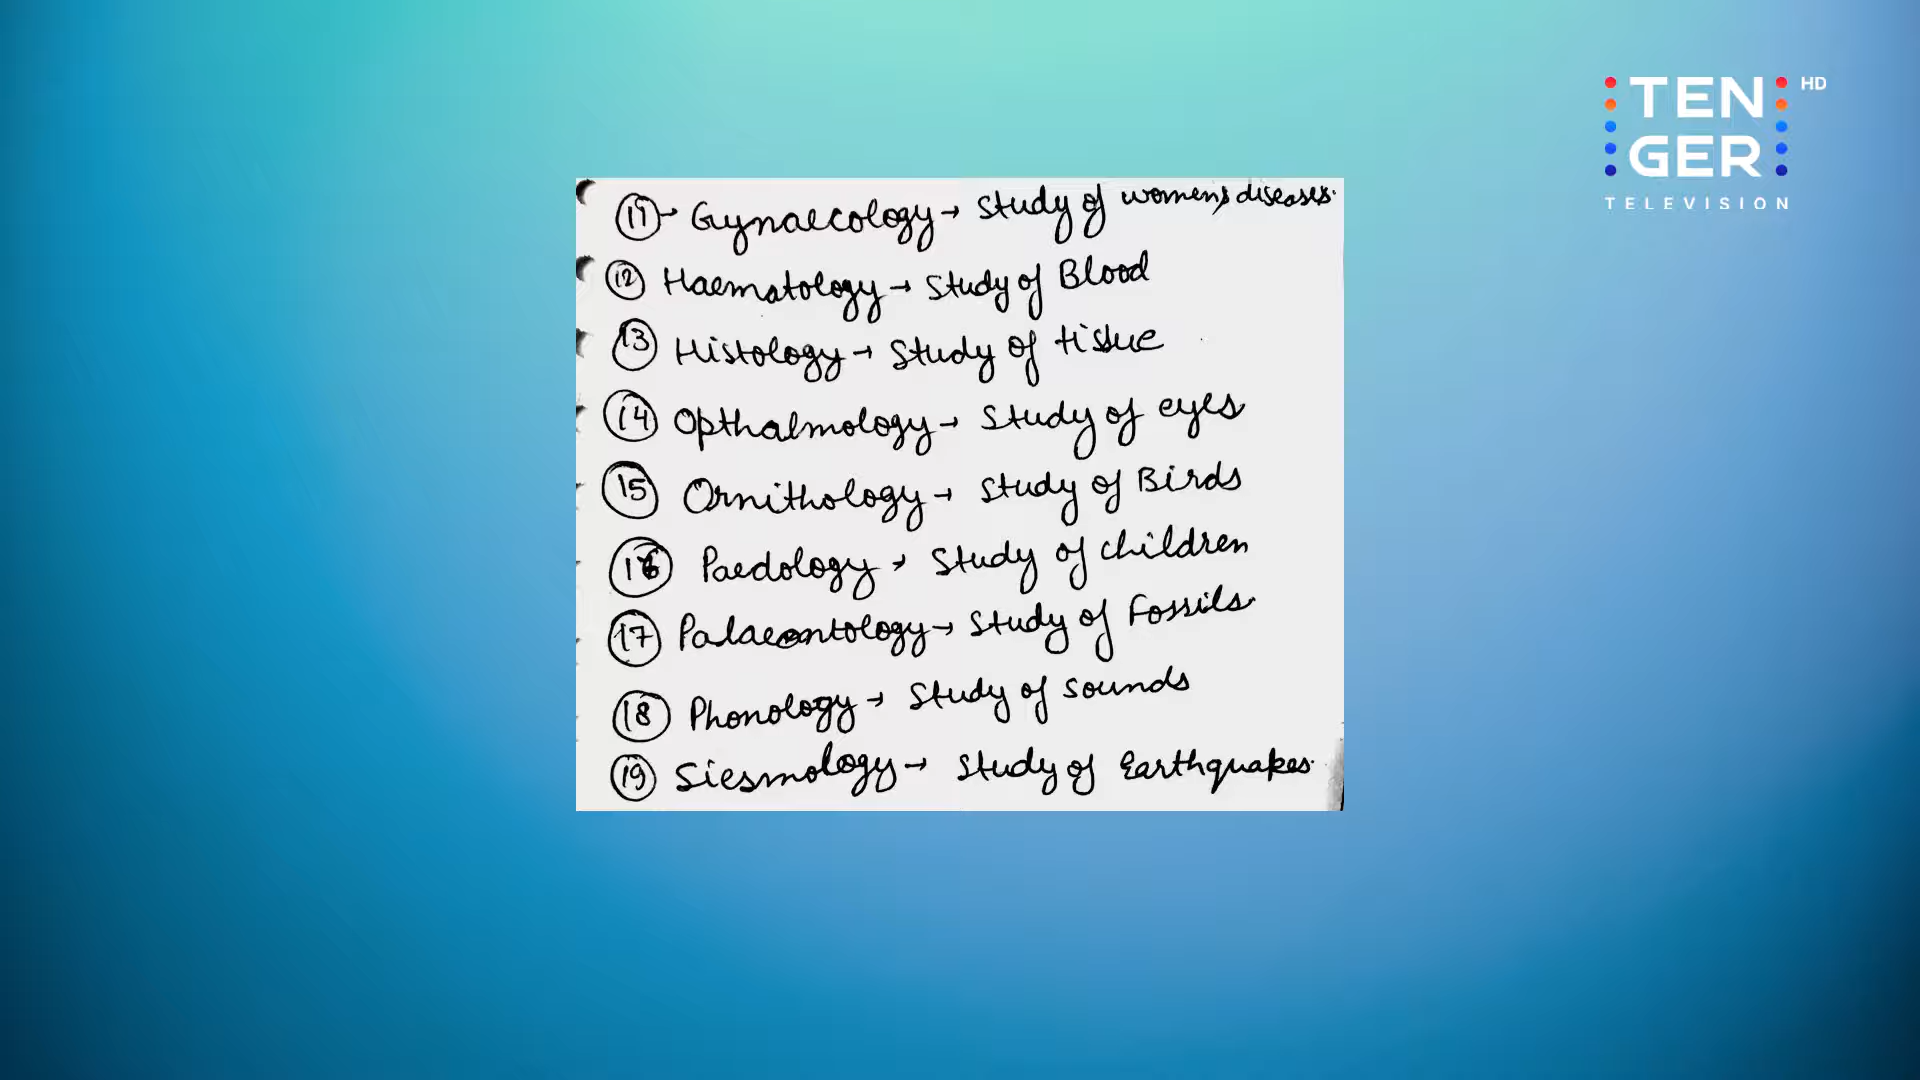 TEN HD
GER
TELEVISION
11 → Gynaecology → Study of women's diseases.
12 Haematology → Study of Blood
13 Histology → Study of tissue
14 Opthalmology → Study of eyes
15 Ornithology → Study of Birds
16 Paedology → Study of children
17 Palaeontology → Study of Fossils.
18 Phonology → Study of sounds
19 Siesmology → Study of Earthquakes.